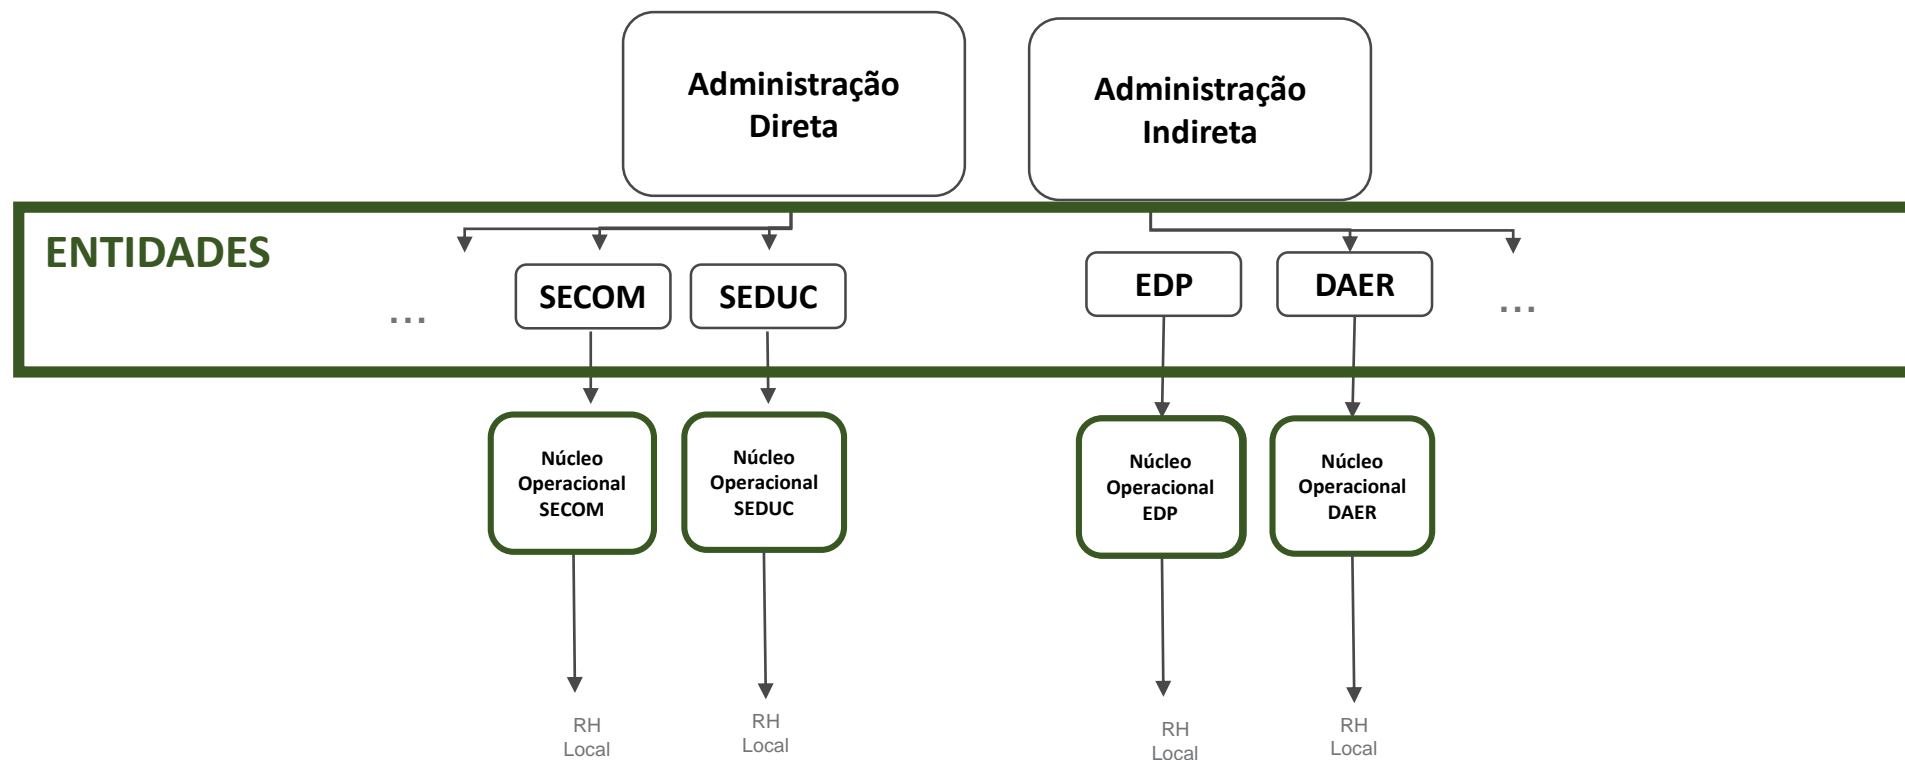 Administração
Direta
Administração
Indireta
ENTIDADES
...
SECOM
SEDUC
EDP
DAER
...
Núcleo
Operacional
SECOM
Núcleo
Operacional
SEDUC
Núcleo
Operacional
EDP
Núcleo
Operacional
DAER
RH
Local
RH
Local
RH
Local
RH
Local